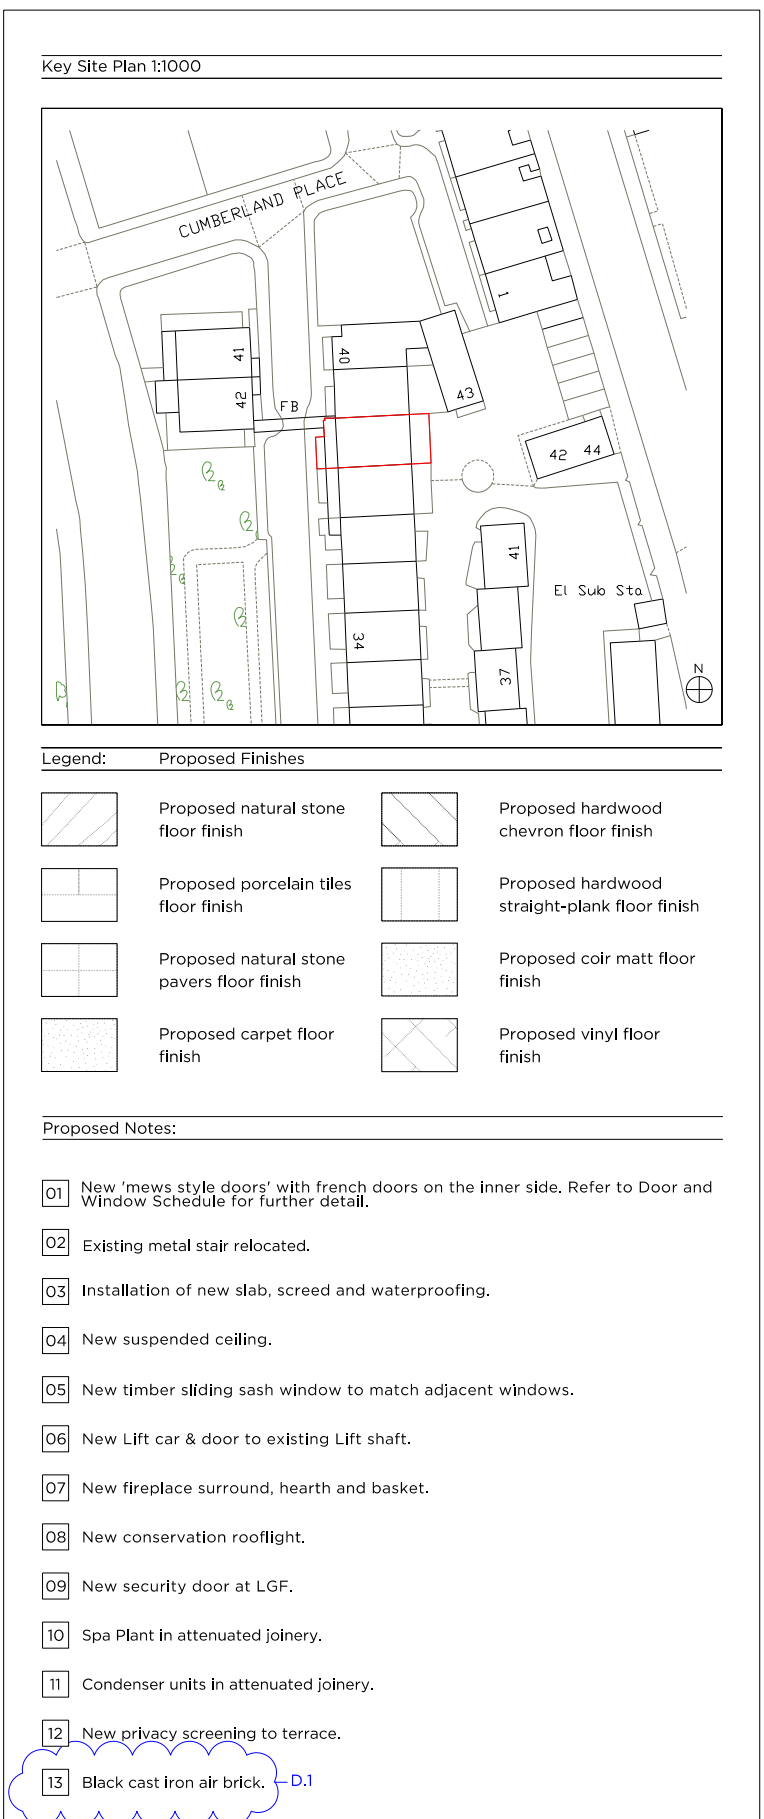 Key Site Plan 1:1000
CUMBERLAND PLACE
1
41
40
42
FB
43
42 44
41
El Sub Sta
34
37
N
Legend: Proposed Finishes
Proposed natural stone
floor finish
Proposed hardwood
chevron floor finish
Proposed porcelain tiles
floor finish
Proposed hardwood
straight-plank floor finish
Proposed natural stone
pavers floor finish
Proposed coir matt floor
finish
Proposed carpet floor
finish
Proposed vinyl floor
finish
Proposed Notes:
01 New 'mews style doors' with french doors on the inner side. Refer to Door and
Window Schedule for further detail.
02 Existing metal stair relocated.
03 Installation of new slab, screed and waterproofing.
04 New suspended ceiling.
05 New timber sliding sash window to match adjacent windows.
06 New Lift car & door to existing Lift shaft.
07 New fireplace surround, hearth and basket.
08 New conservation rooflight.
09 New security door at LGF.
10 Spa Plant in attenuated joinery.
11 Condenser units in attenuated joinery.
12 New privacy screening to terrace.
13 Black cast iron air brick. D.1